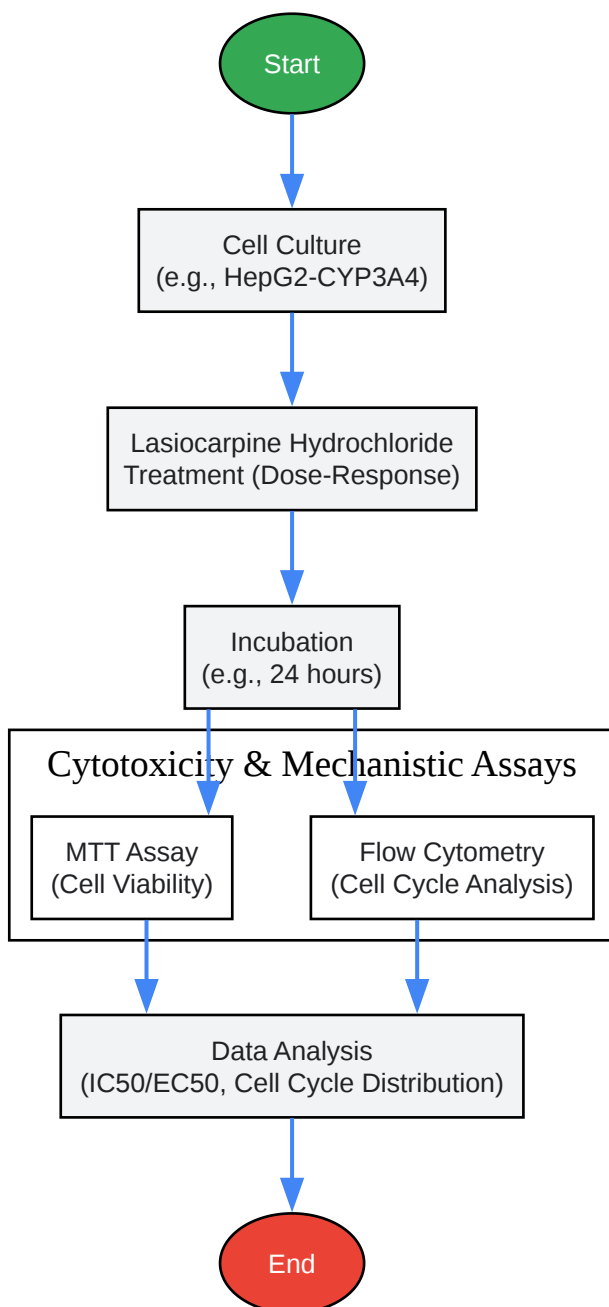 Start
Cell Culture
(e.g., HepG2-CYP3A4)
Lasiocarpine Hydrochloride
Treatment (Dose-Response)
Incubation
(e.g., 24 hours)
Cytotoxicity & Mechanistic Assays
MTT Assay
(Cell Viability)
Flow Cytometry
(Cell Cycle Analysis)
Data Analysis
(IC50/EC50, Cell Cycle Distribution)
End